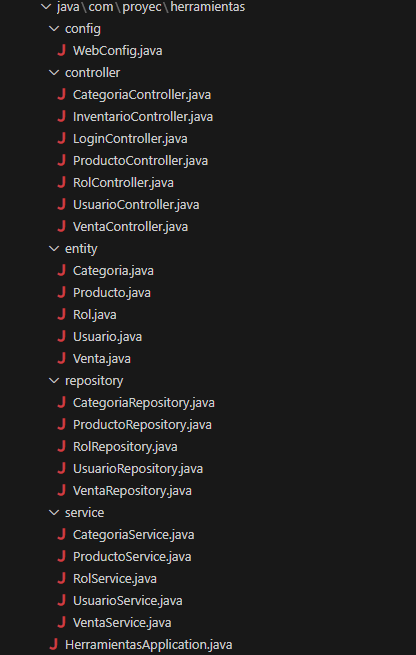 java\com\proyec\herramientas
config
WebConfig.java
controller
CategoriaController.java
InventarioController.java
LoginController.java
ProductoController.java
RolController.java
UsuarioController.java
VentaController.java
entity
Categoria.java
Producto.java
Rol.java
Usuario.java
Venta.java
repository
CategoriaRepository.java
ProductoRepository.java
RolRepository.java
UsuarioRepository.java
VentaRepository.java
service
CategoriaService.java
ProductoService.java
RolService.java
UsuarioService.java
VentaService.java
HerramientasApplication.java